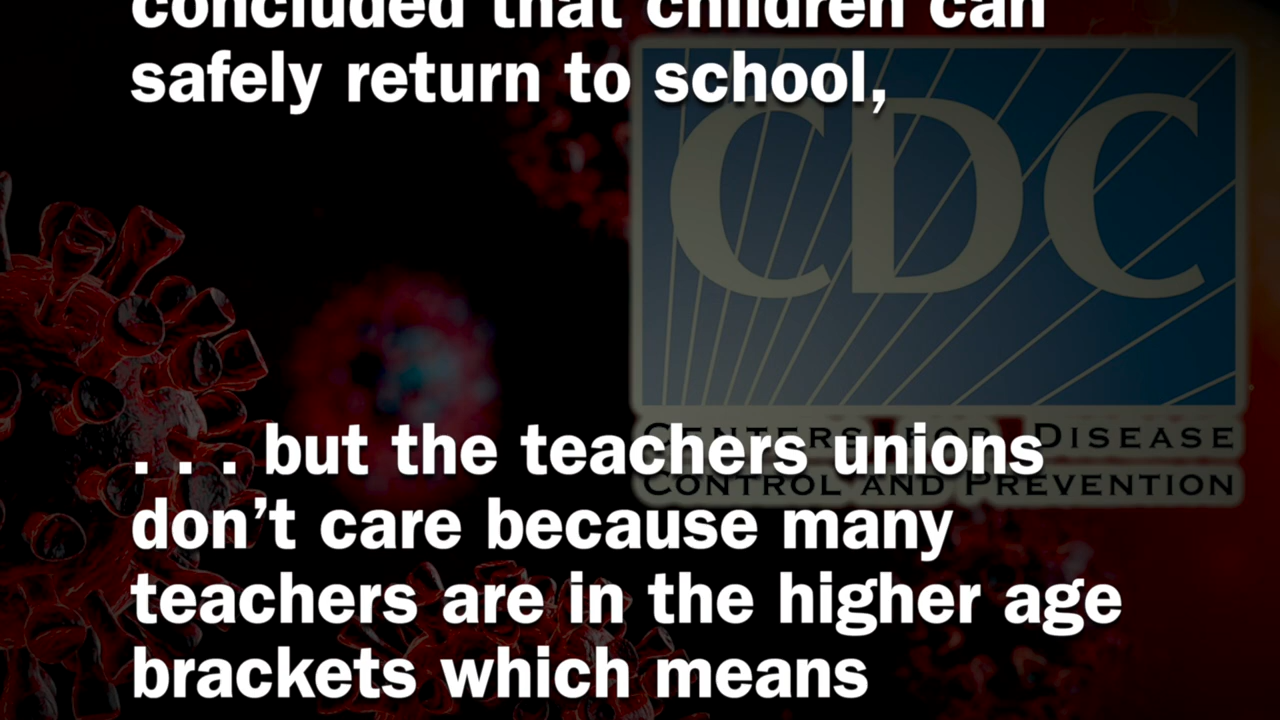 concluded that children can
safely return to school,
CDC
. . . but the teachers unions
CENTERS FOR DISEASE
CONTROL AND PREVENTION
don’t care because many
teachers are in the higher age
brackets which means